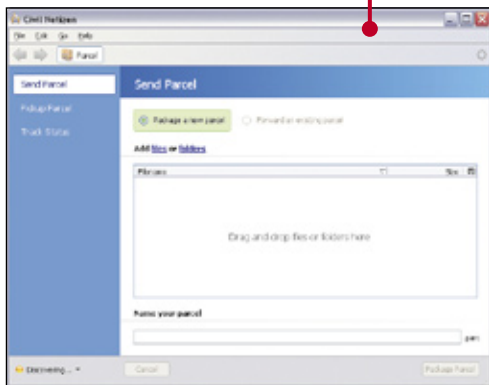 Civil Netizen
File Edit Go Help
Parcel
Send Parcel
Pickup Parcel
Track Status
Send Parcel
Package a new parcel
Forward an existing parcel
Add files or folders
Filename
Size
Drag and drop files or folders here
Name your parcel
Discovering...
Cancel
Package Parcel